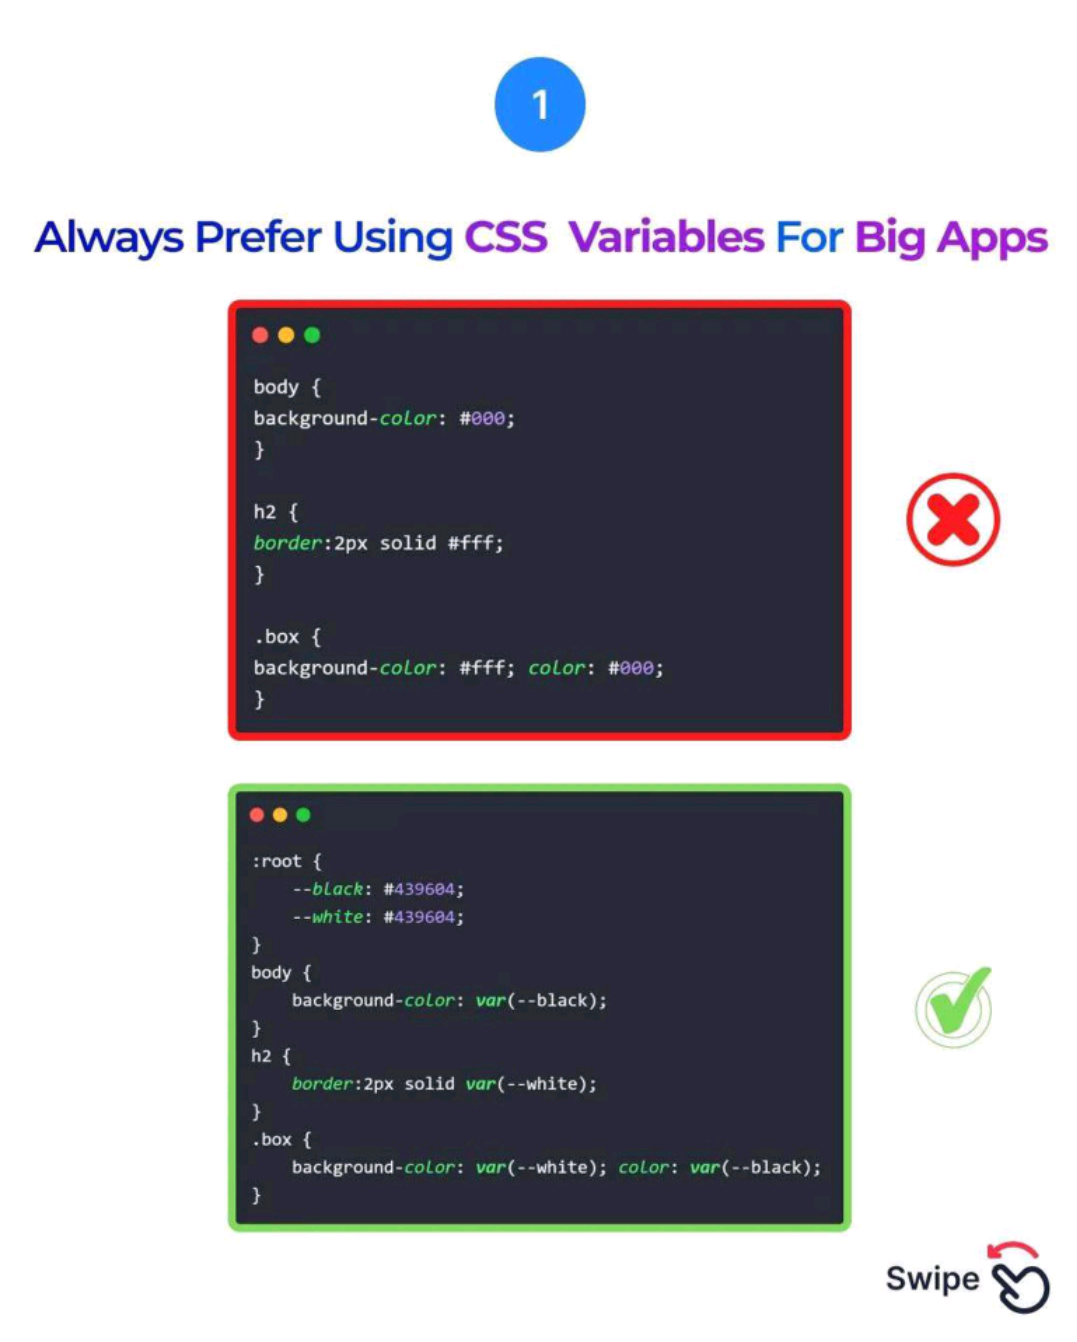 1
Always Prefer Using CSS Variables For Big Apps
body {
background-color: #000;
}
h2 {
border:2px solid #fff;
}
.box {
background-color: #fff; color: #000;
}
:root {
    --black: #439604;
    --white: #439604;
}
body {
    background-color: var(--black);
}
h2 {
    border:2px solid var(--white);
}
.box {
    background-color: var(--white); color: var(--black);
}
Swipe